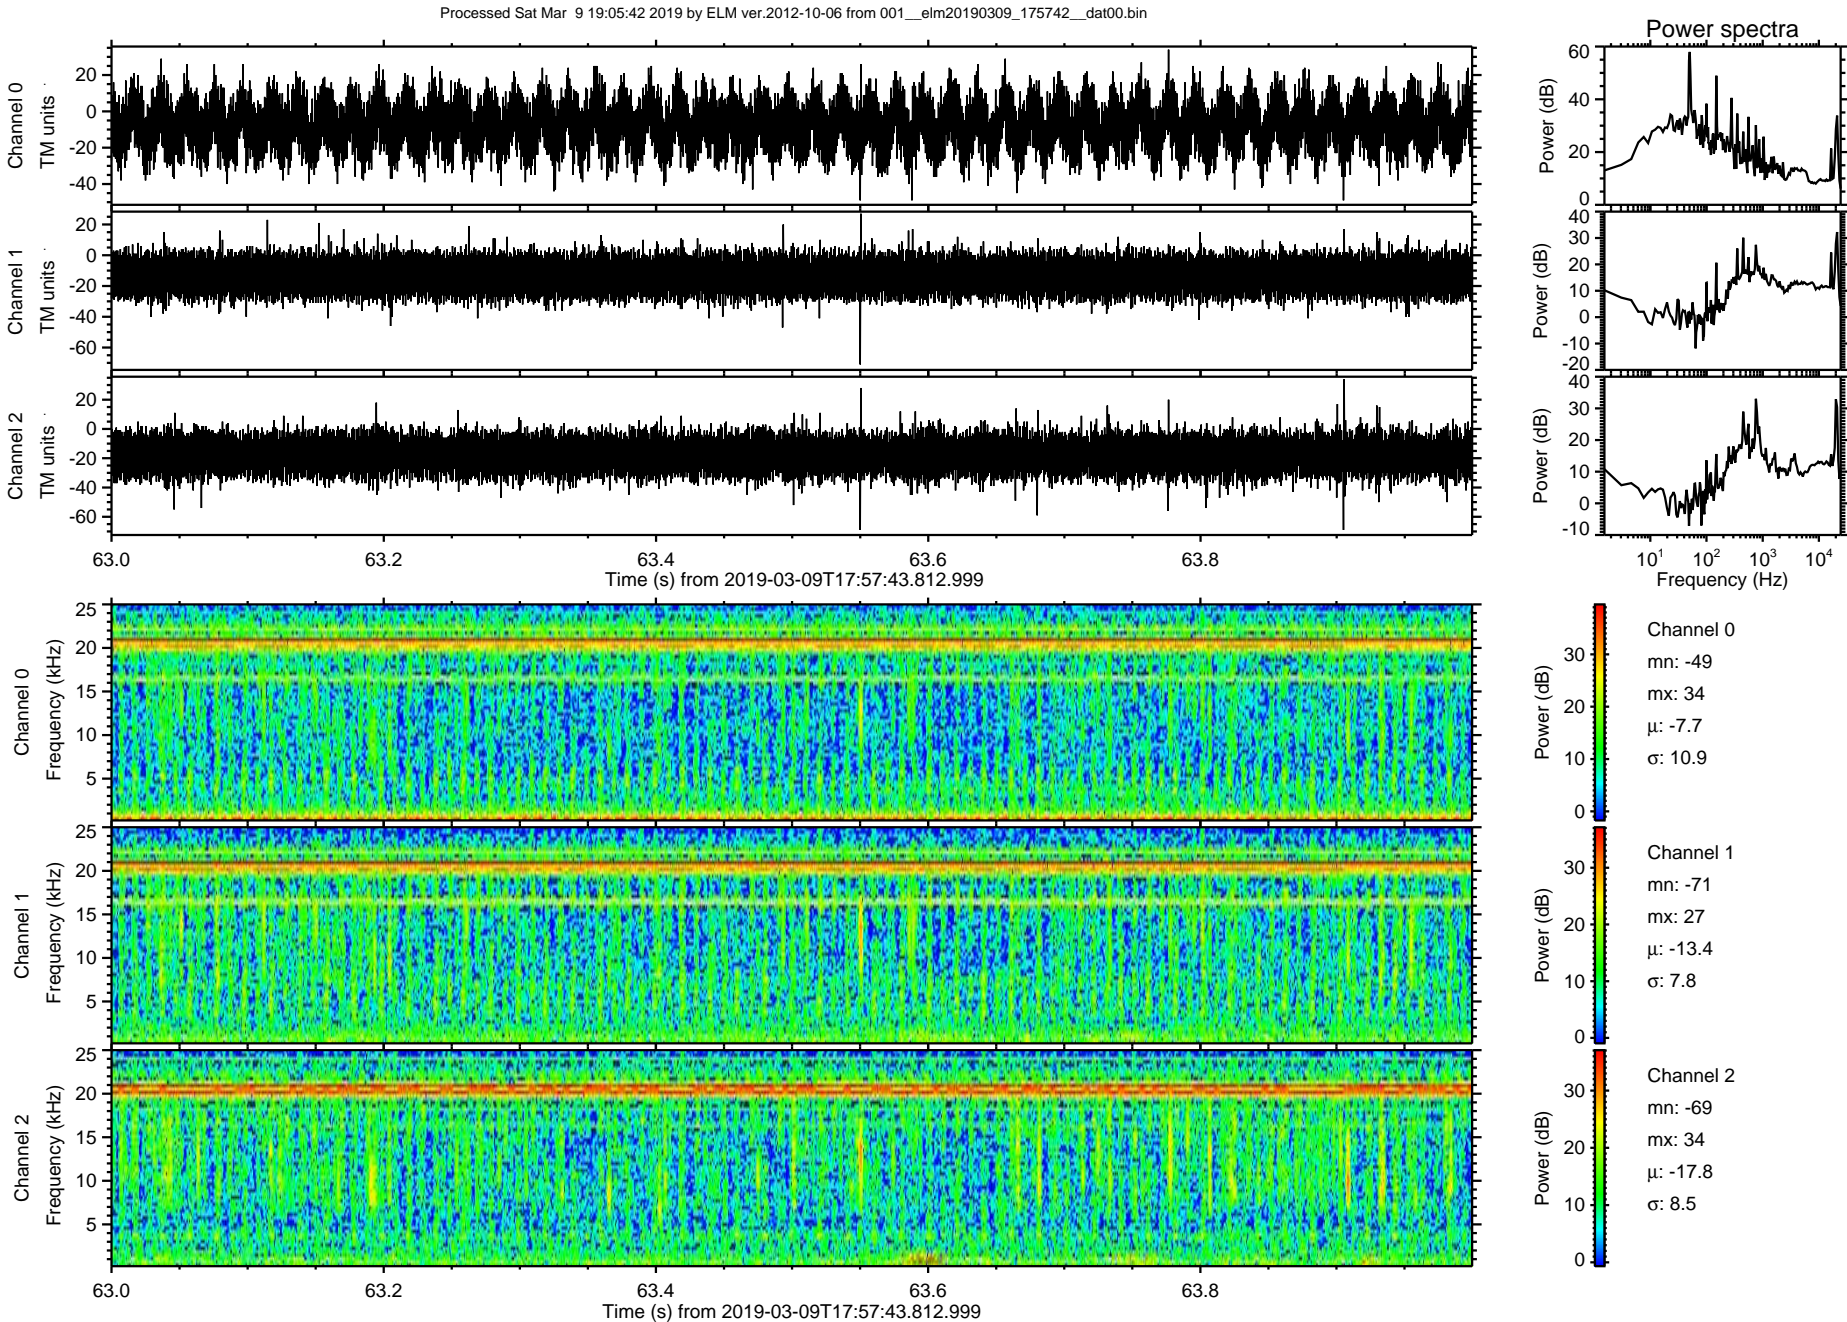 Processed Sat Mar 9 19:05:42 2019 by ELM ver.2012-10-06 from 001__elm20190309_175742__dat00.bin
Power spectra
Channel 0
TM units
20
0
-20
-40
Power (dB)
60
40
20
0
Channel 1
TM units
20
0
-20
-40
-60
Power (dB)
40
30
20
10
0
-10
-20
Channel 2
TM units
20
0
-20
-40
-60
Power (dB)
40
30
20
10
0
-10
63.0 63.2 63.4 63.6 63.8
Time (s) from 2019-03-09T17:57:43.812.999
10^1 10^2 10^3 10^4
Frequency (Hz)
Channel 0
Frequency (kHz)
25
20
15
10
5
Power (dB)
30
20
10
0
Channel 0
mn: -49
mx: 34
μ: -7.7
σ: 10.9
Channel 1
Frequency (kHz)
25
20
15
10
5
Power (dB)
30
20
10
0
Channel 1
mn: -71
mx: 27
μ: -13.4
σ: 7.8
Channel 2
Frequency (kHz)
25
20
15
10
5
Power (dB)
30
20
10
0
Channel 2
mn: -69
mx: 34
μ: -17.8
σ: 8.5
63.0 63.2 63.4 63.6 63.8
Time (s) from 2019-03-09T17:57:43.812.999